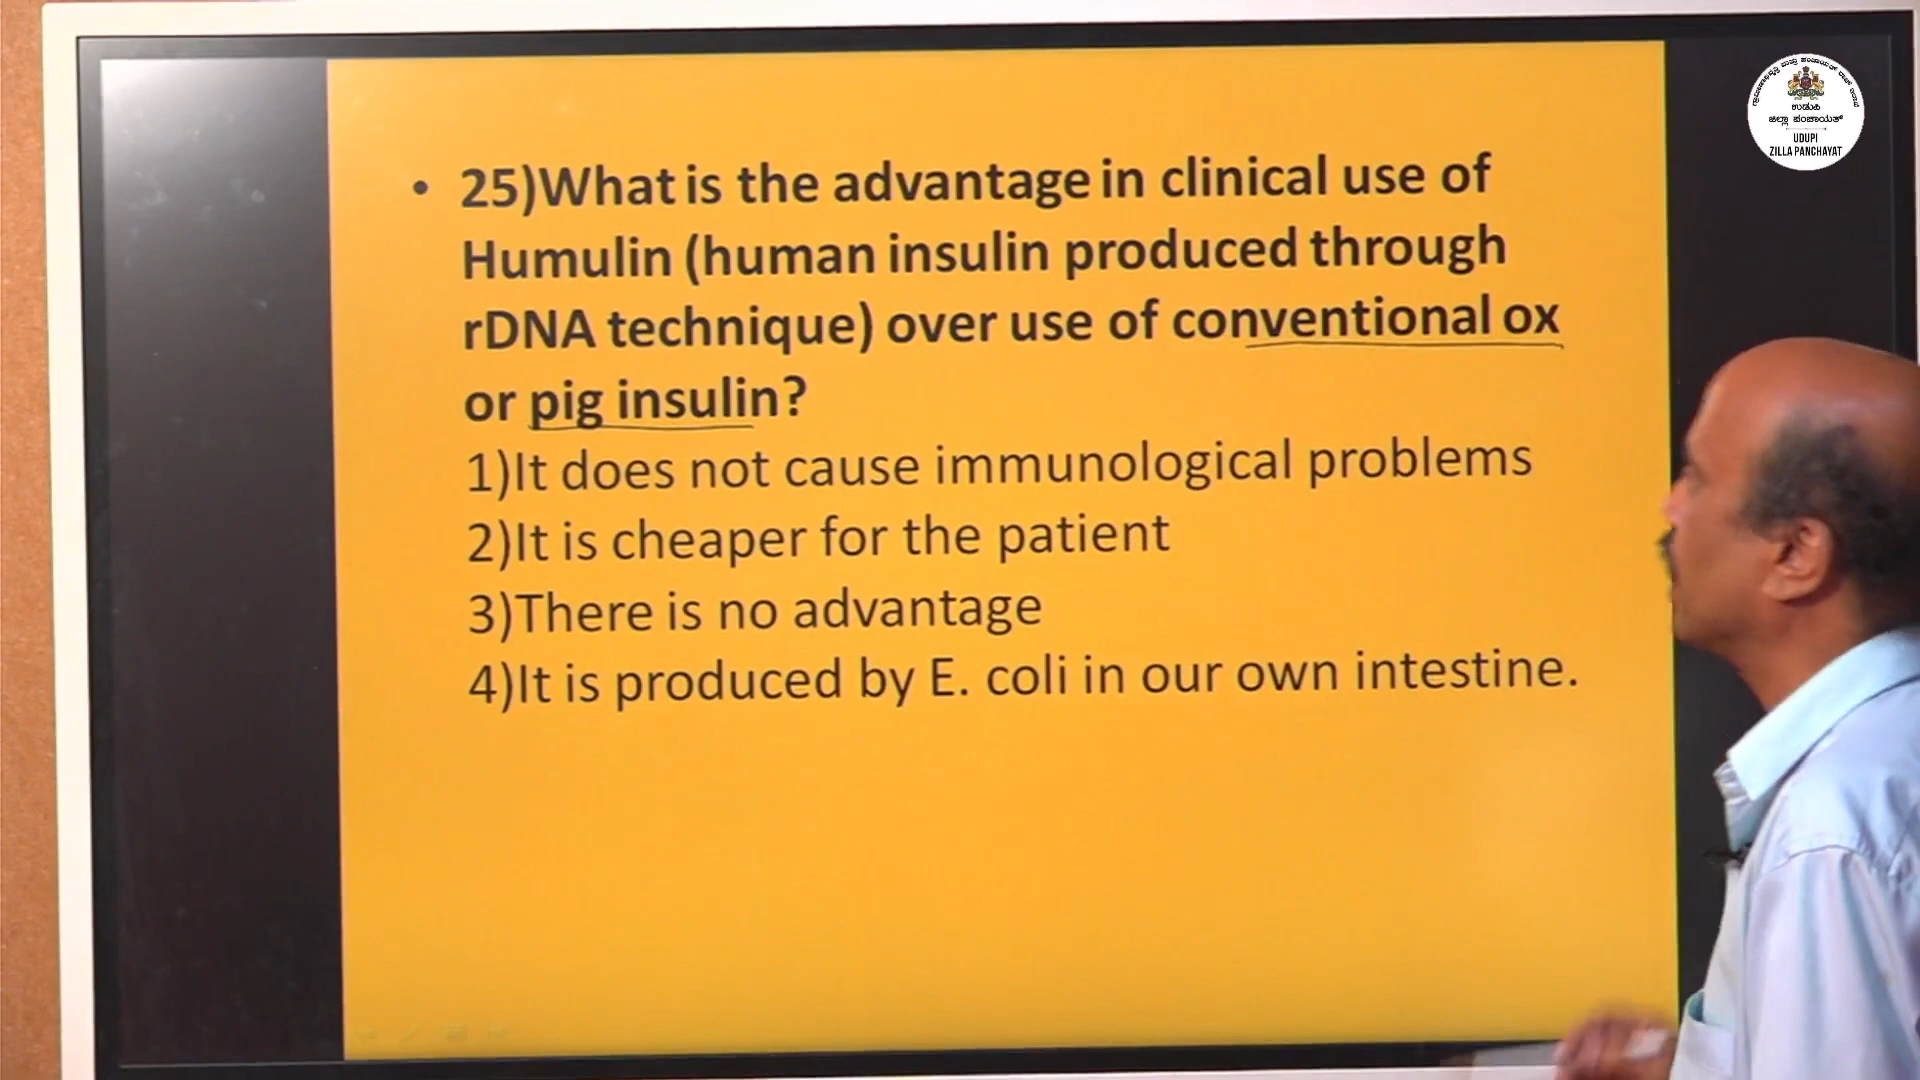 • 25)What is the advantage in clinical use of
Humulin (human insulin produced through
rDNA technique) over use of conventional ox
or pig insulin?
1)It does not cause immunological problems
2)It is cheaper for the patient
3)There is no advantage
4)It is produced by E. coli in our own intestine.
ಉಡುಪಿ
ಜಿಲ್ಲಾ ಪಂಚಾಯತ್
UDUPI
ZILLA PANCHAYAT